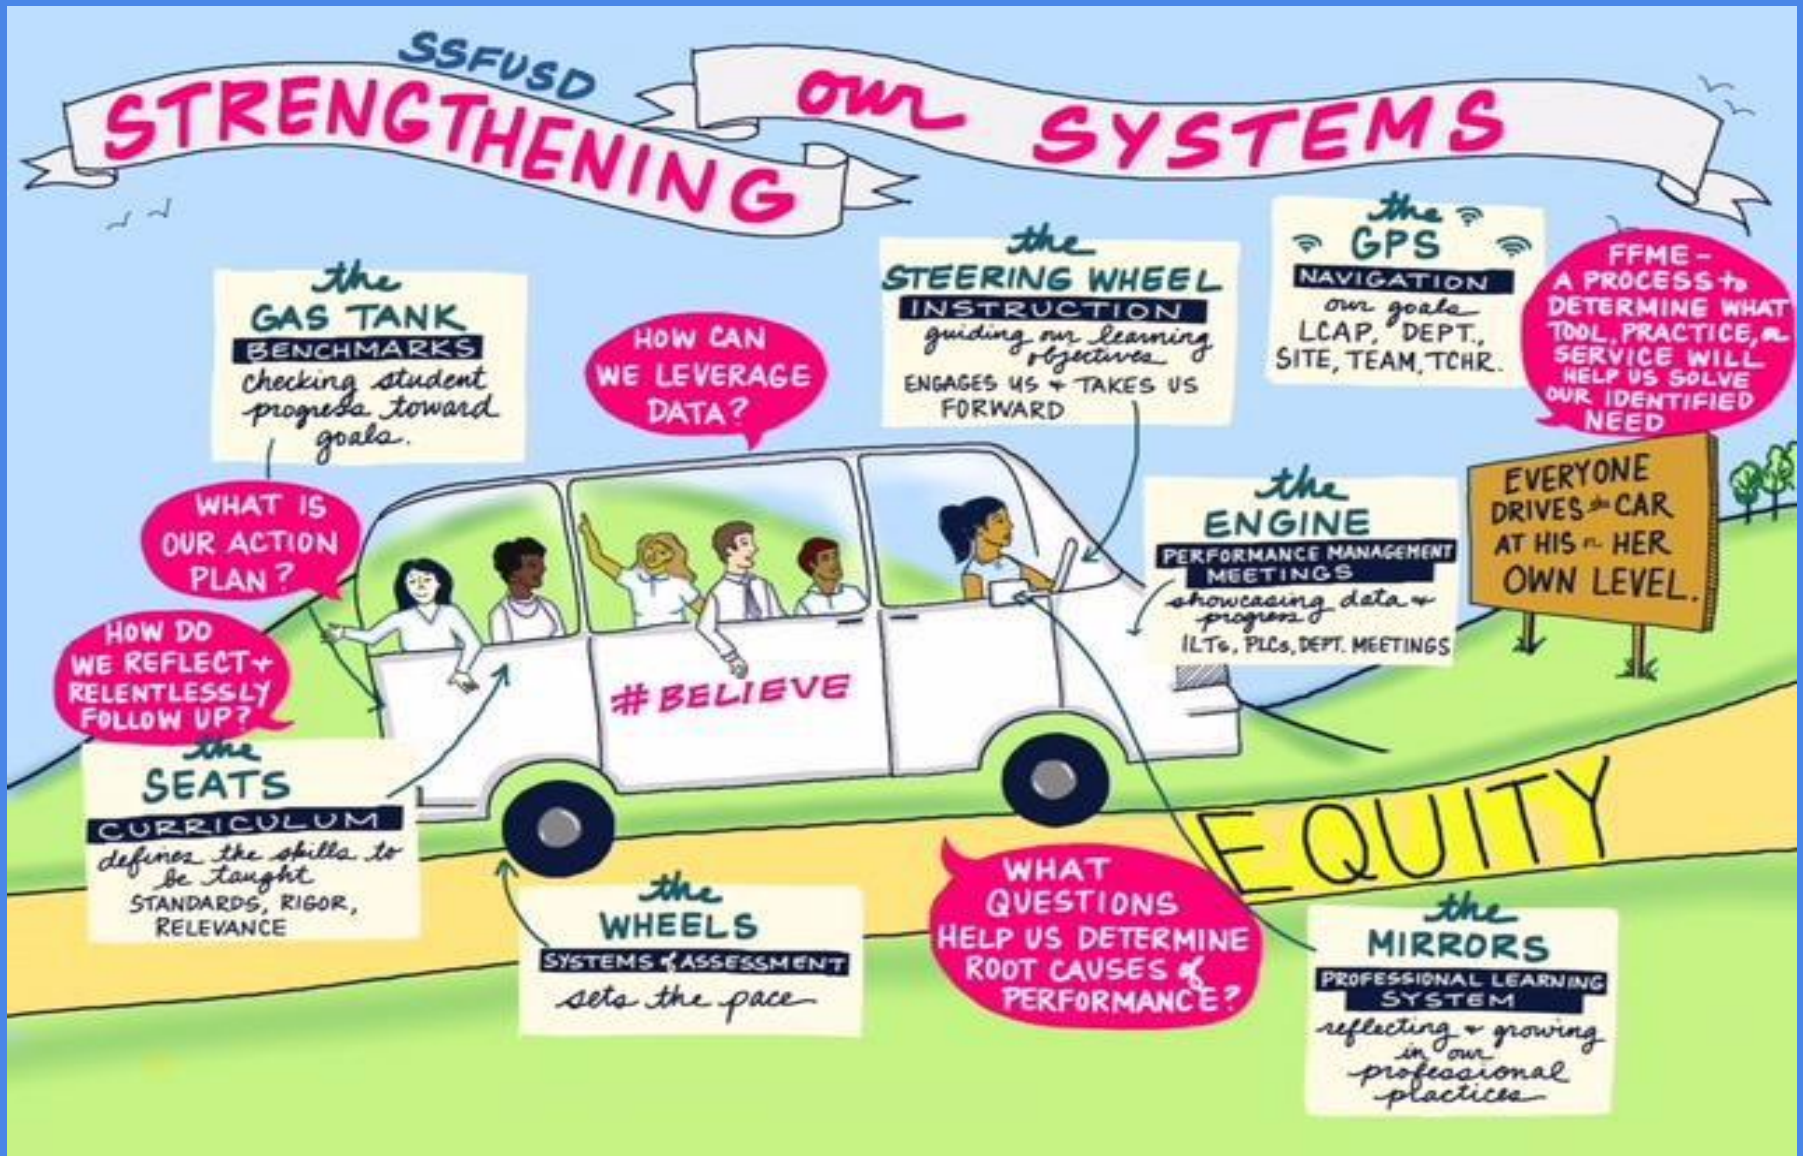 SSFUSD
STRENGTHENING
our SYSTEMS
the
GAS TANK
BENCHMARKS
checking student
progress toward
goals.
HOW CAN
WE LEVERAGE
DATA?
the
STEERING WHEEL
INSTRUCTION
guiding our learning
objectives
ENGAGES US + TAKES US
FORWARD
the
GPS
NAVIGATION
our goals
LCAP, DEPT.,
SITE, TEAM, TCHR.
FFME -
A PROCESS to
DETERMINE WHAT
TOOL, PRACTICE, or
SERVICE WILL
HELP US SOLVE
OUR IDENTIFIED
NEED
WHAT IS
OUR ACTION
PLAN?
the
ENGINE
PERFORMANCE MANAGEMENT
MEETINGS
showcasing data +
progress
ILTs, PLCs, DEPT. MEETINGS
EVERYONE
DRIVES the CAR
AT HIS or HER
OWN LEVEL.
HOW DO
WE REFLECT +
RELENTLESSLY
FOLLOW UP?
#BELIEVE
the
SEATS
CURRICULUM
defines the skills to
be taught
STANDARDS, RIGOR,
RELEVANCE
EQUITY
the
WHEELS
SYSTEMS of ASSESSMENT
sets the pace
WHAT
QUESTIONS
HELP US DETERMINE
ROOT CAUSES of
PERFORMANCE?
the
MIRRORS
PROFESSIONAL LEARNING
SYSTEM
reflecting + growing
in our
professional
practices